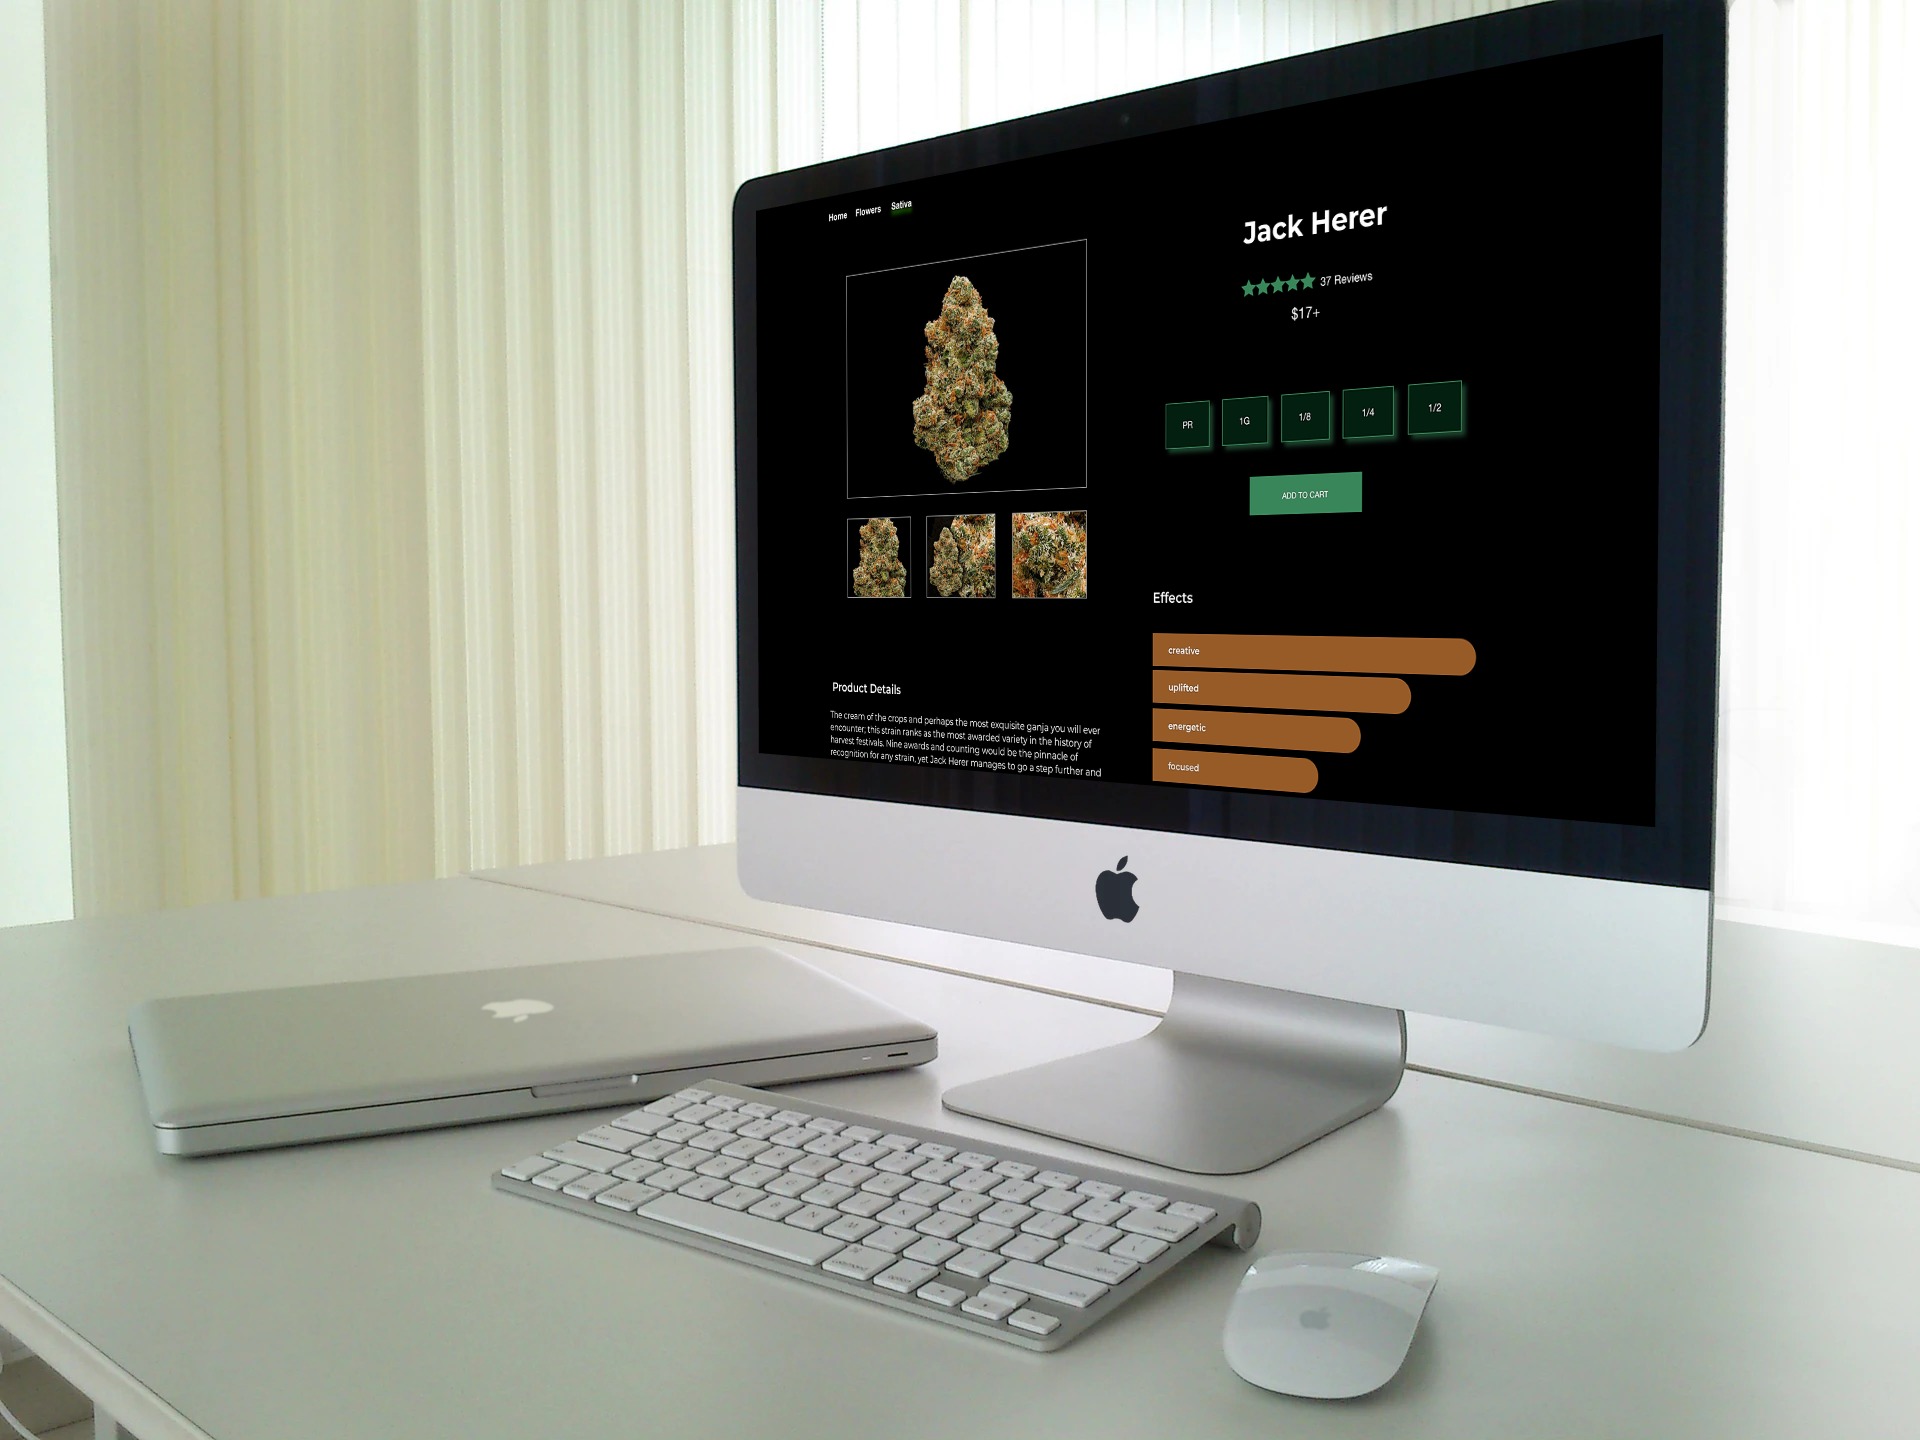 Home Flowers Sativa
Jack Herer
37 Reviews
$17+
PR 1G 1/8 1/4 1/2
ADD TO CART
Effects
creative
uplifted
energetic
focused
Product Details
The cream of the crops and perhaps the most exquisite ganja you will ever
encounter; this strain ranks as the most awarded variety in the history of
harvest festivals. Nine awards and counting would be the pinnacle of
recognition for any strain, yet Jack Herer manages to go a step further and